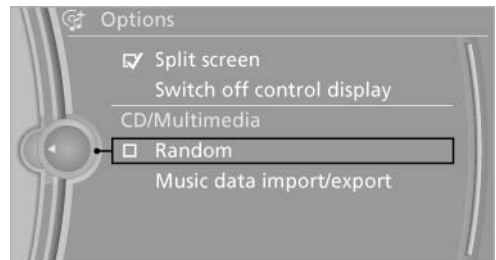 Options
Split screen
Switch off control display
CD/Multimedia
Random
Music data import/export